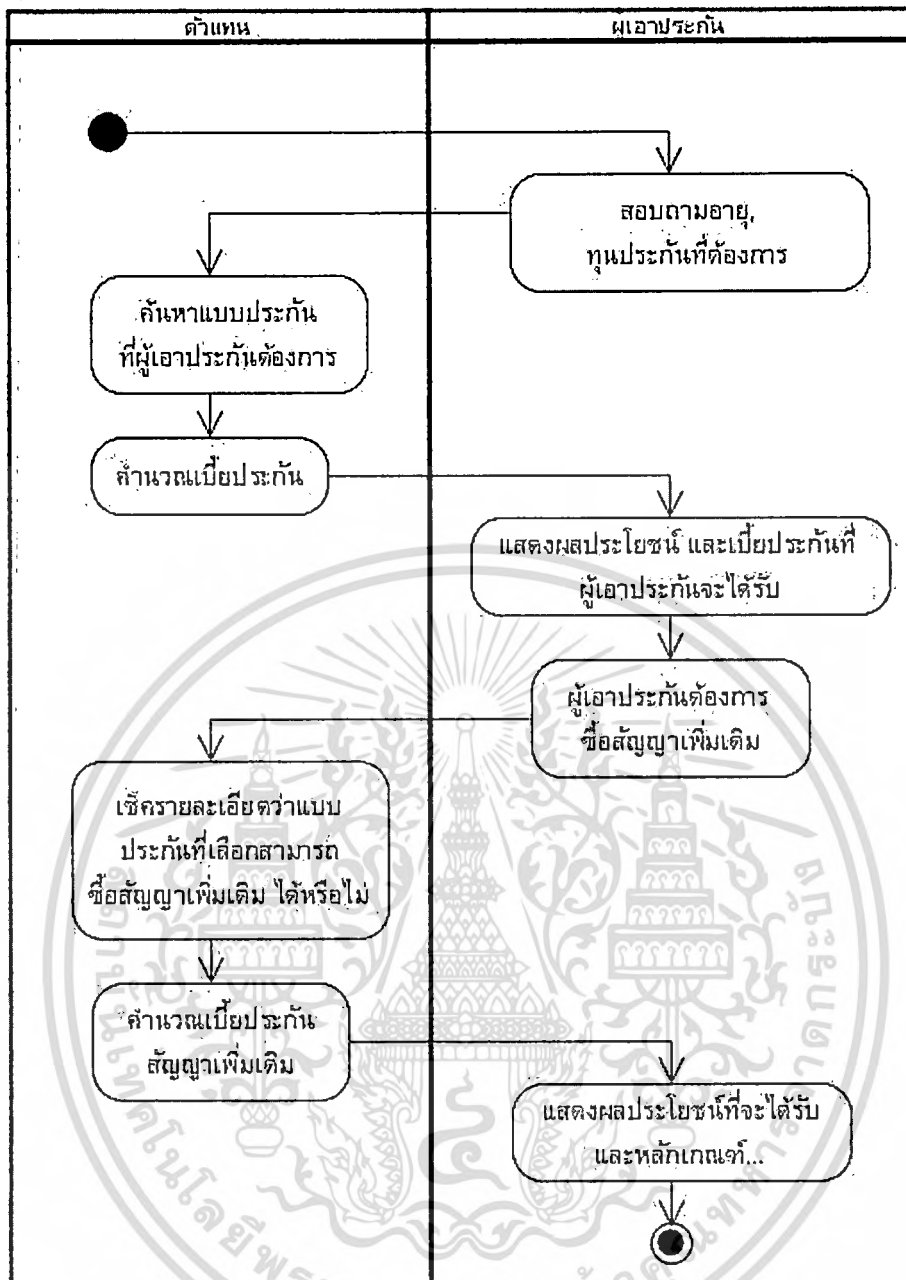 ตัวแทน
ผู้เอาประกัน
สอบถามอายุ,
ทุนประกันที่ต้องการ
ค้นหาแบบประกัน
ที่ผู้เอาประกันต้องการ
คำนวณเบี้ยประกัน
แสดงผลประโยชน์ และเบี้ยประกันที่
ผู้เอาประกันจะได้รับ
ผู้เอาประกันต้องการ
ซื้อสัญญาเพิ่มเติม
เช็ครายละเอียดว่าแบบ
ประกันที่เลือกสามารถ
ซื้อสัญญาเพิ่มเติม ได้หรือไม่
คำนวณเบี้ยประกัน
สัญญาเพิ่มเติม
แสดงผลประโยชน์ที่จะได้รับ
และหลักเกณฑ์...